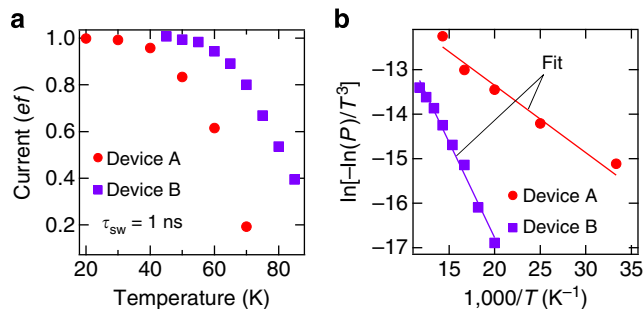 a
Current (ef)
1.0
0.8
0.6
0.4
0.2
Device A
Device B
τsw = 1 ns
20 40 60 80
Temperature (K)
b
ln[–ln(P)/T³]
–13
–14
–15
–16
–17
Fit
Device A
Device B
15 20 25 30 35
1,000/T (K⁻¹)